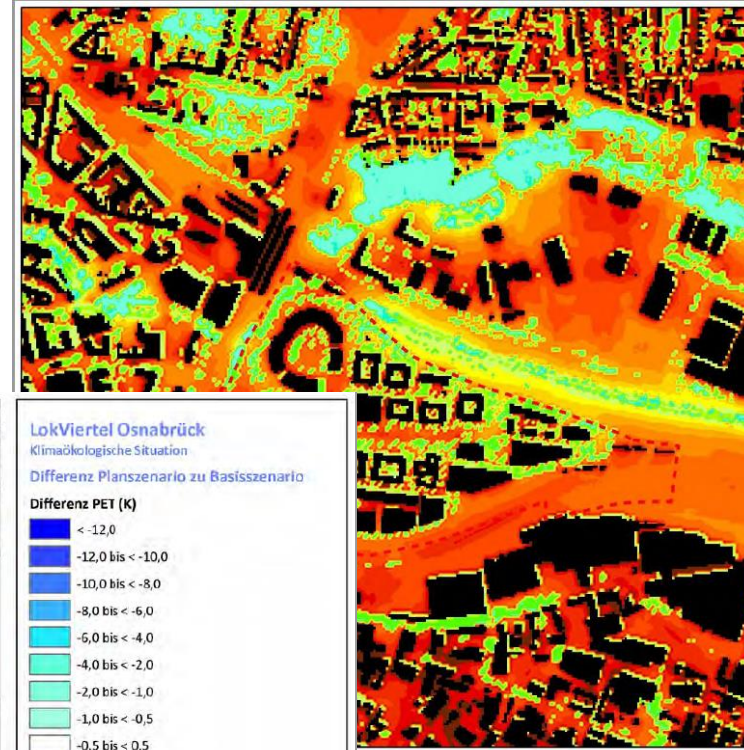 LokViertel Osnabrück
Klimaökologische Situation
Differenz Planszenario zu Basisszenario
Differenz PET (K)
< -12,0
-12,0 bis < -10,0
-10,0 bis < -8,0
-8,0 bis < -6,0
-6,0 bis < -4,0
-4,0 bis < -2,0
-2,0 bis < -1,0
-1,0 bis < -0,5
-0,5 bis < 0,5